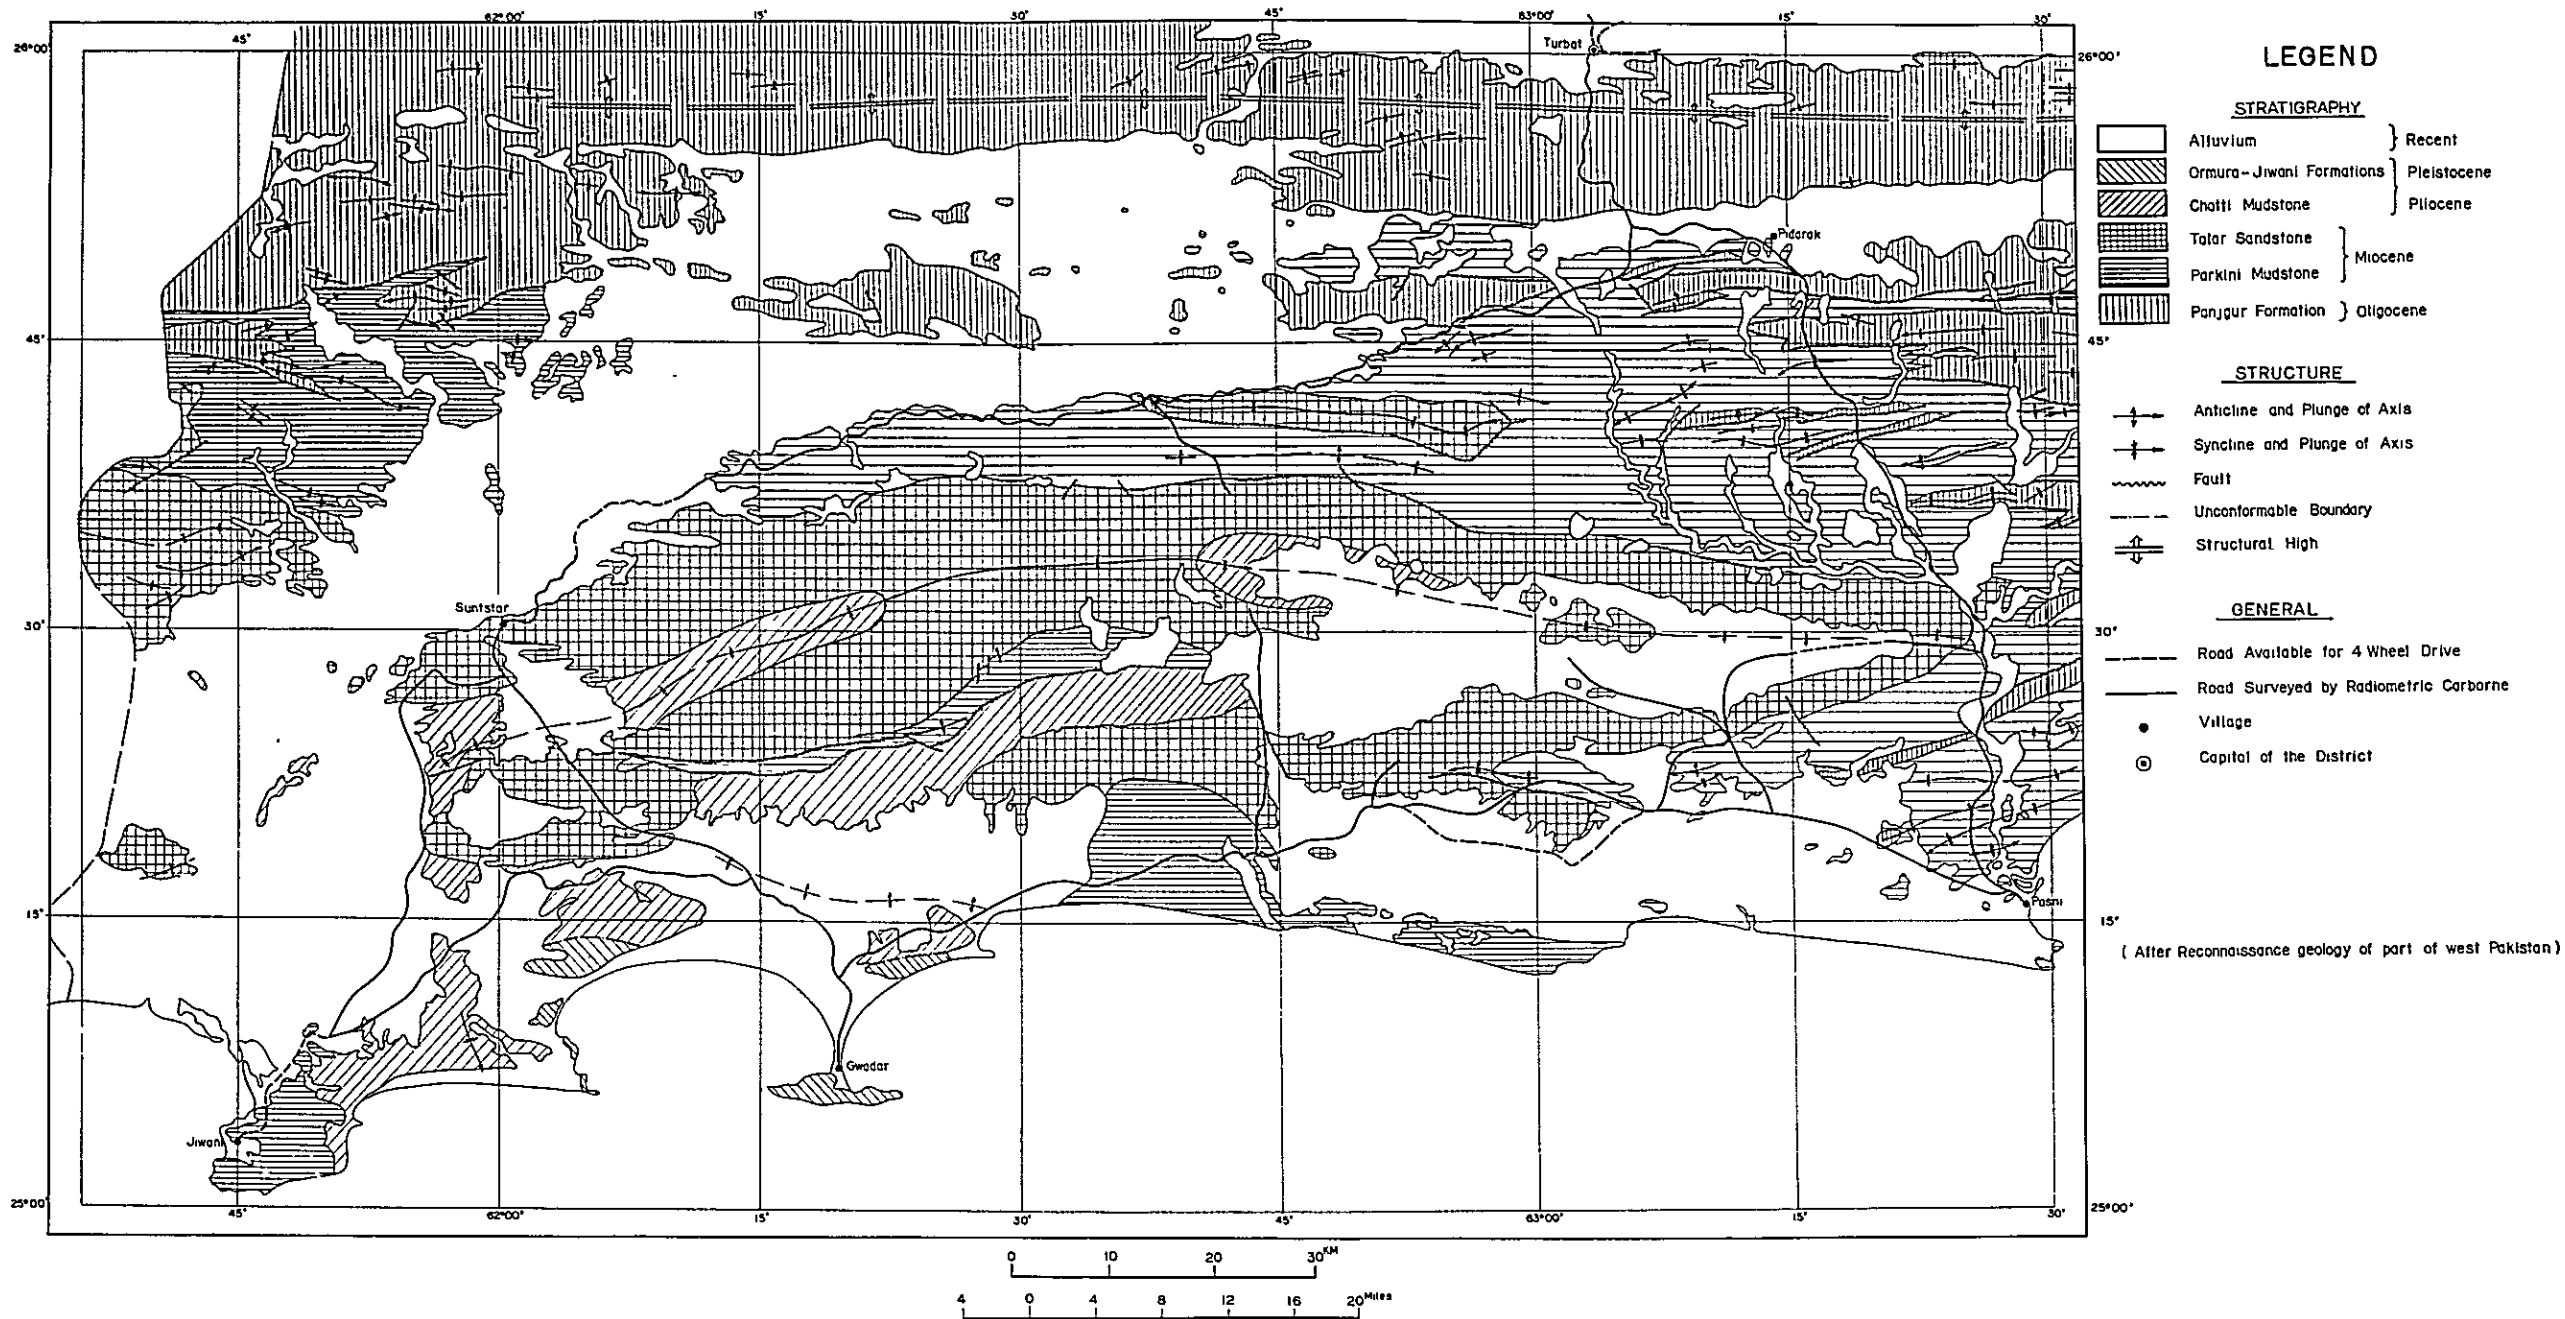 62°00' 15' 30' 45' 63°00' 15' 30'
45'
26°00' 26°00'
Turbat
Pidarak
45' 45'
Suntstar
30' 30'
15' 15'
Pasni
Gwadar
Jiwani
25°00' 25°00'
45' 62°00' 15' 30' 45' 63°00' 15' 30'
0 10 20 30KM
4 0 4 8 12 16 20Miles
LEGEND
STRATIGRAPHY
Alluvium } Recent
Ormura-Jiwani Formations } Pleistocene
Chatti Mudstone Pliocene
Talar Sandstone
} Miocene
Parkini Mudstone
Panjgur Formation } Oligocene
STRUCTURE
Anticline and Plunge of Axis
Syncline and Plunge of Axis
Fault
Unconformable Boundary
Structural High
GENERAL
Road Available for 4 Wheel Drive
Road Surveyed by Radiometric Carborne
Village
Capital of the District
( After Reconnaissance geology of part of west Pakistan )